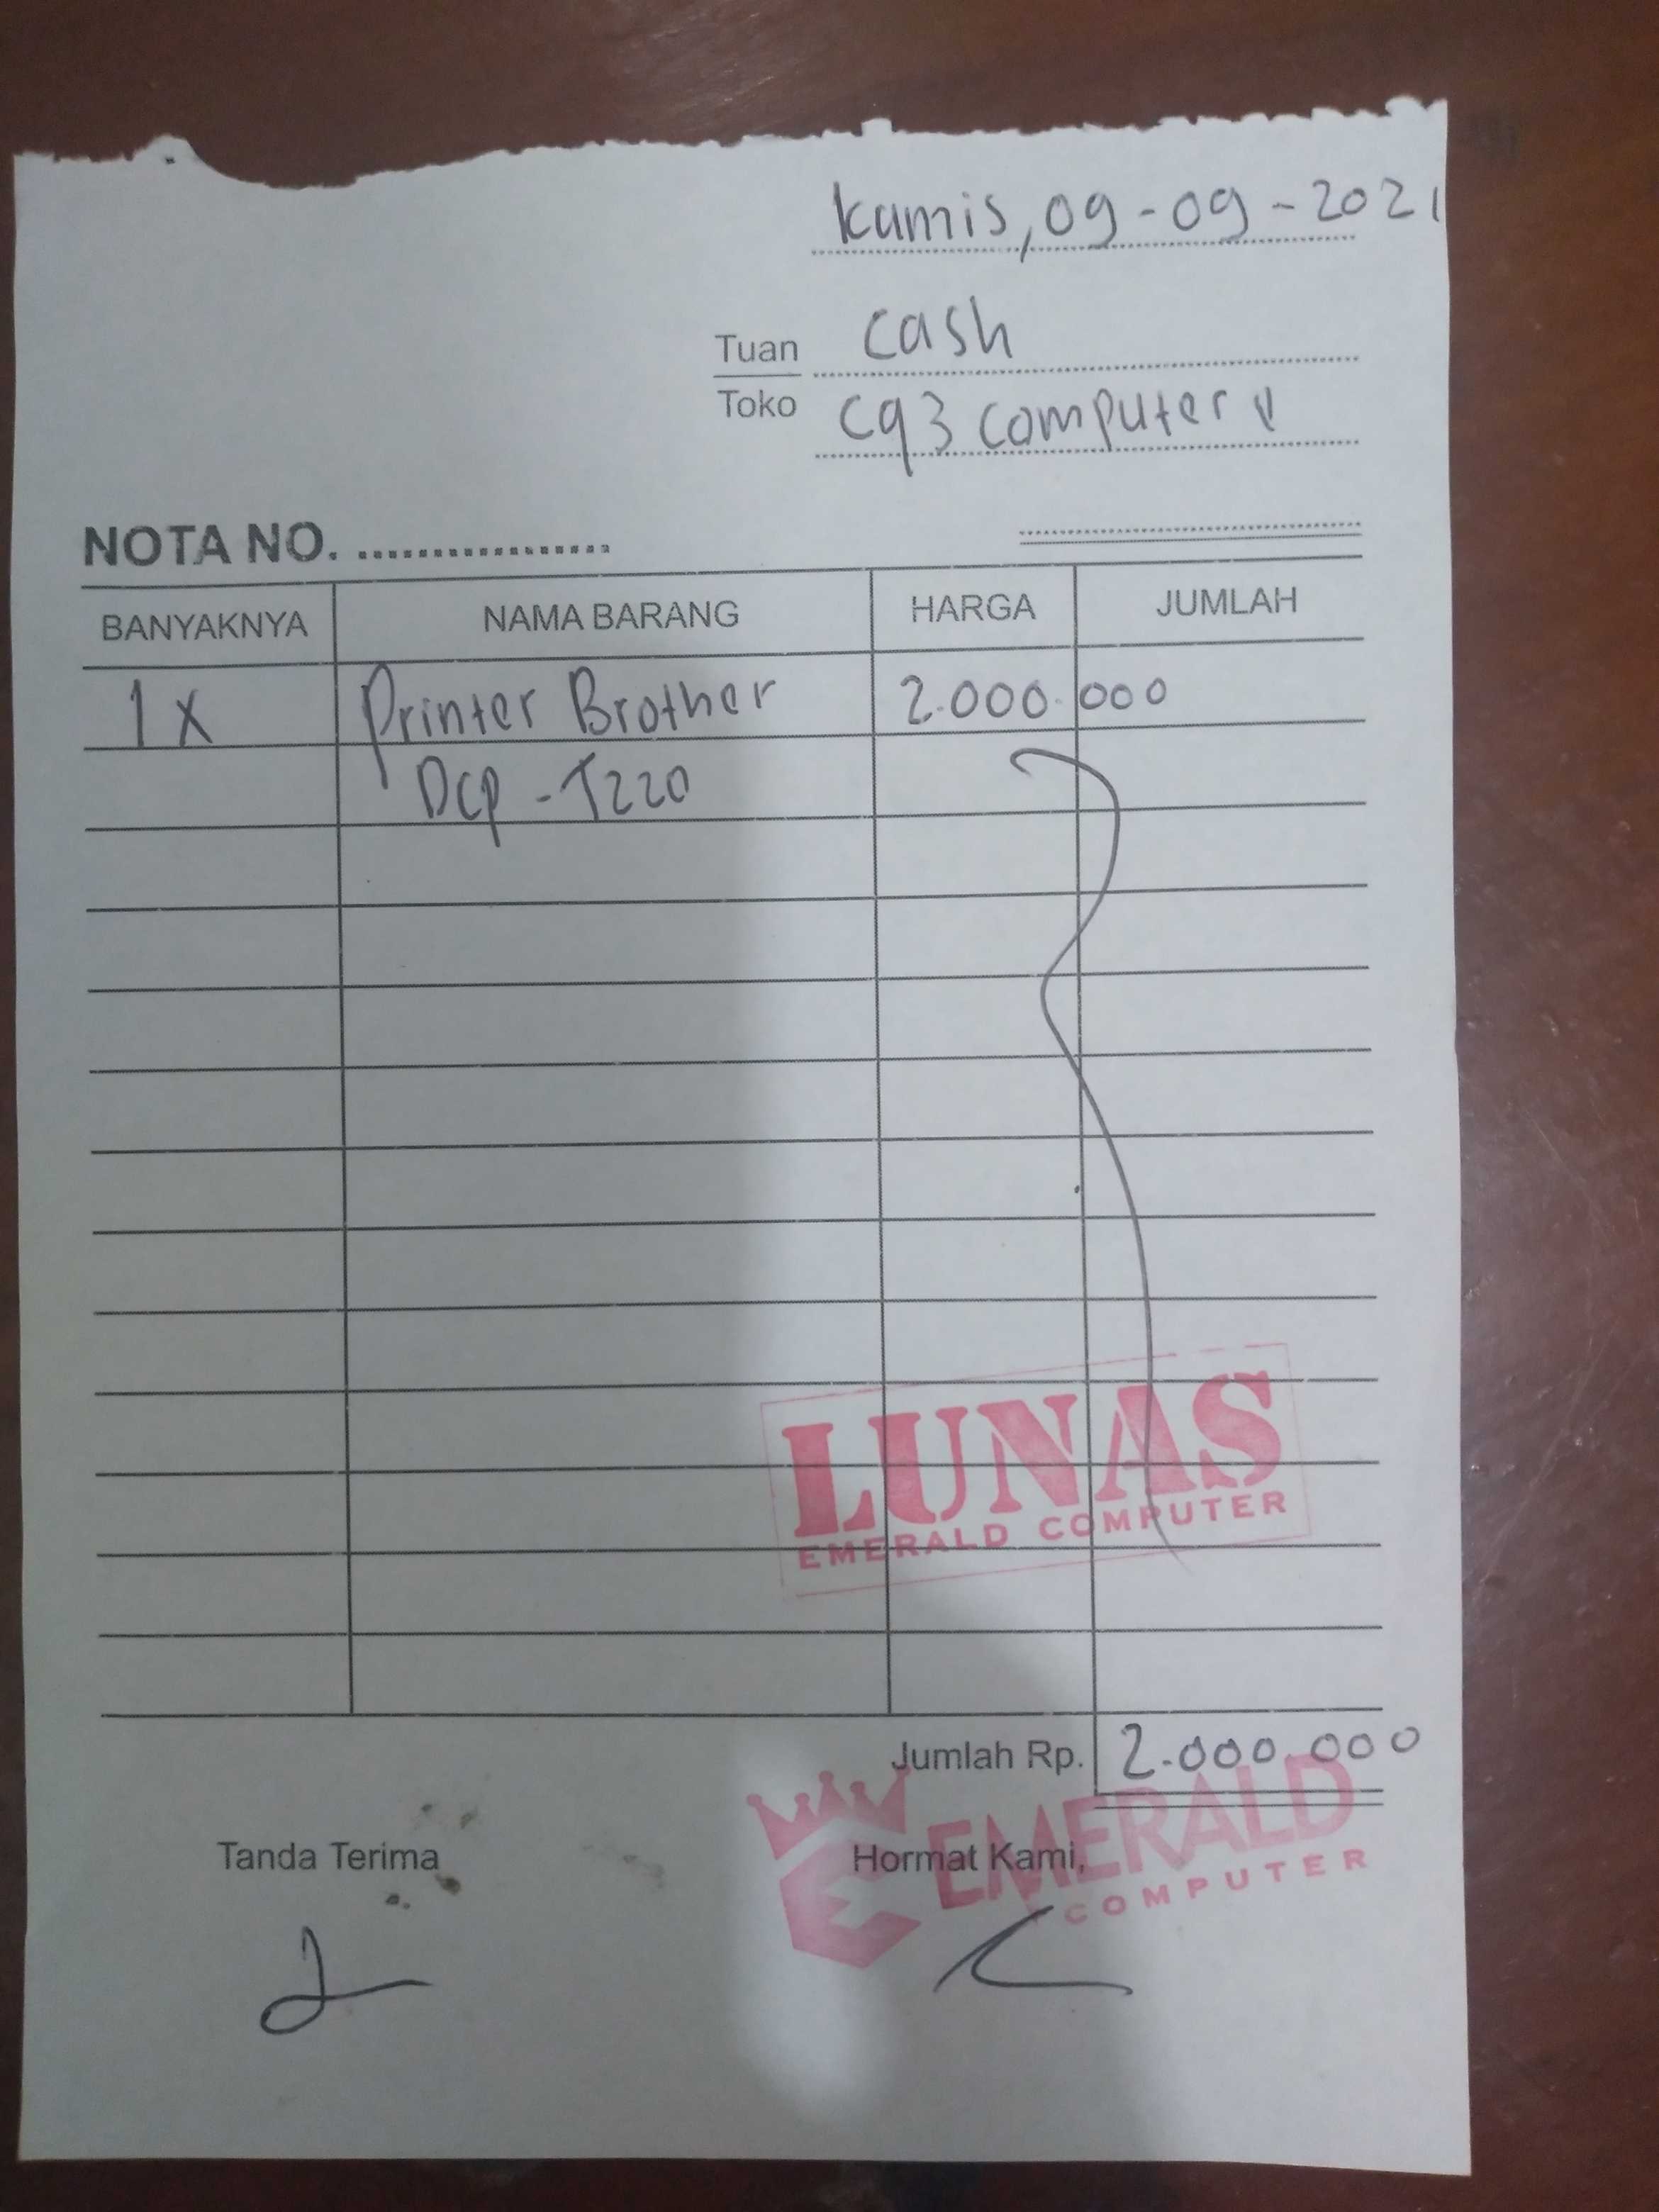 Kamis, 09-09-2021
Tuan cash
Toko cq3 computer
NOTA NO. .................
BANYAKNYA NAMA BARANG HARGA JUMLAH
1 x Printer Brother 2.000.000
Dcp - T220
LUNAS
EMERALD COMPUTER
Jumlah Rp. 2.000.000
Tanda Terima Hormat Kami,
EMERALD
COMPUTER